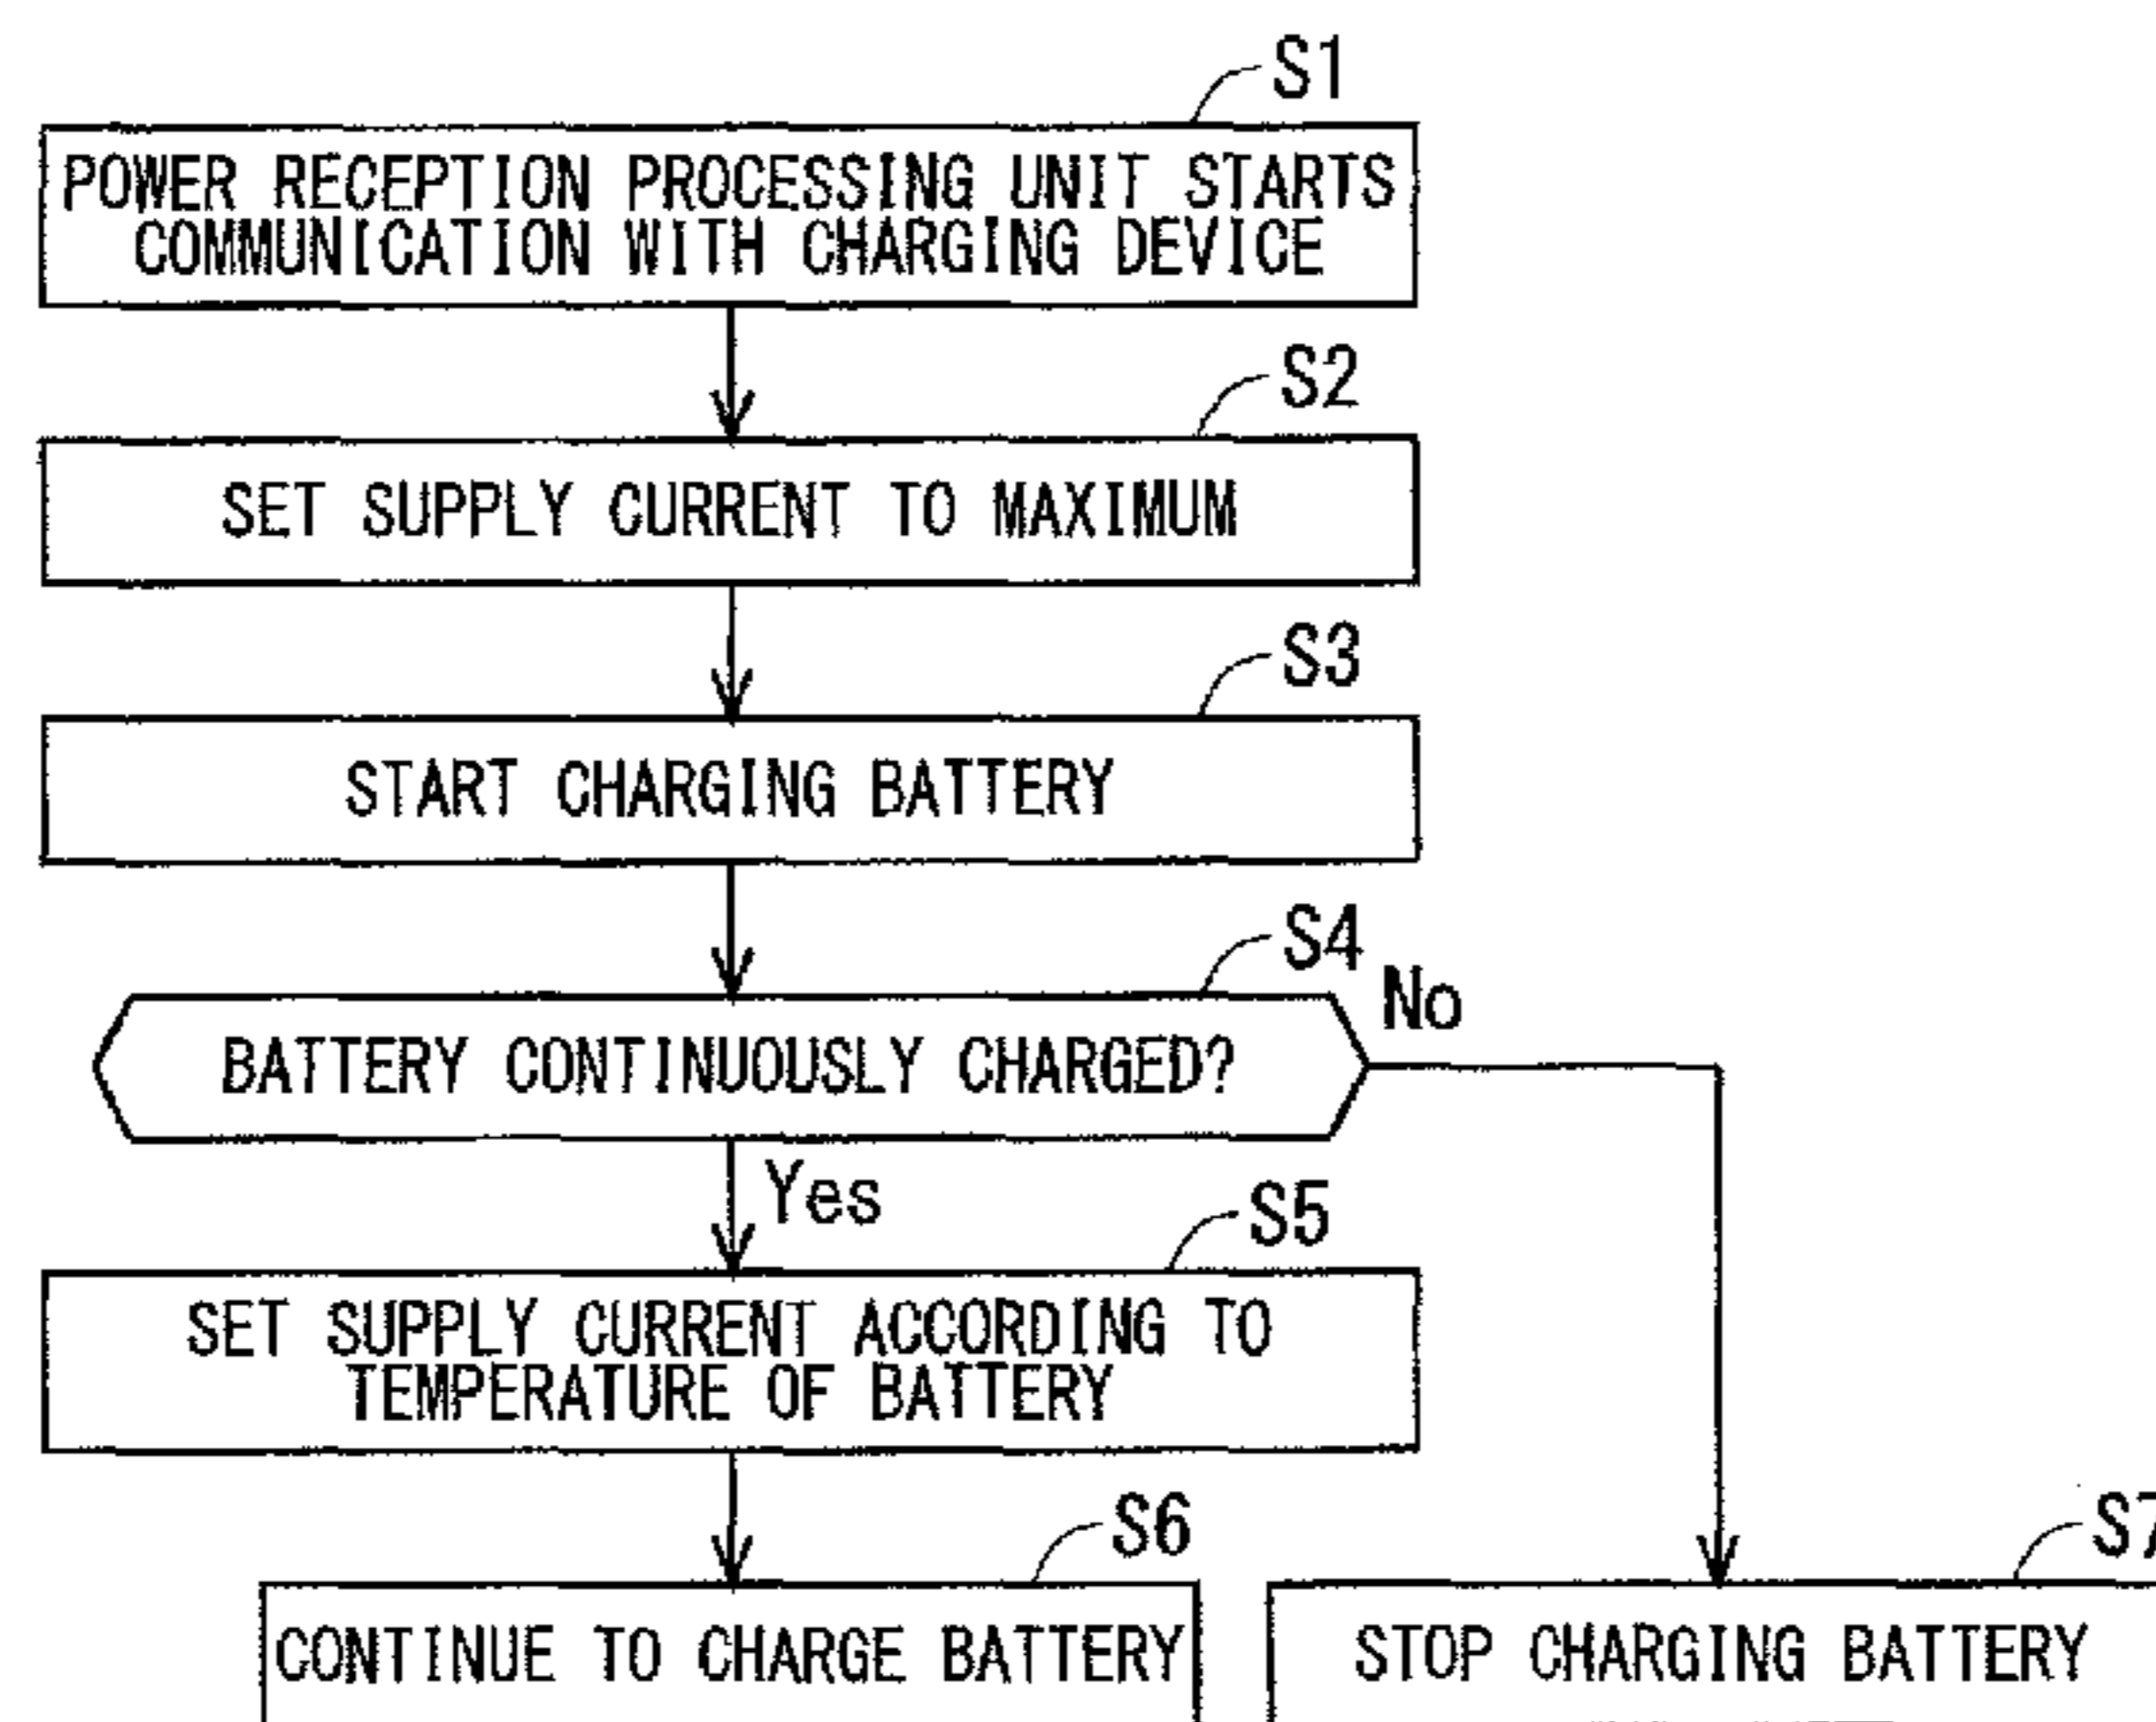 S1
POWER RECEPTION PROCESSING UNIT STARTS
COMMUNICATION WITH CHARGING DEVICE
S2
SET SUPPLY CURRENT TO MAXIMUM
S3
START CHARGING BATTERY
S4
No
BATTERY CONTINUOUSLY CHARGED?
Yes
S5
SET SUPPLY CURRENT ACCORDING TO
TEMPERATURE OF BATTERY
S6
S7
CONTINUE TO CHARGE BATTERY
STOP CHARGING BATTERY